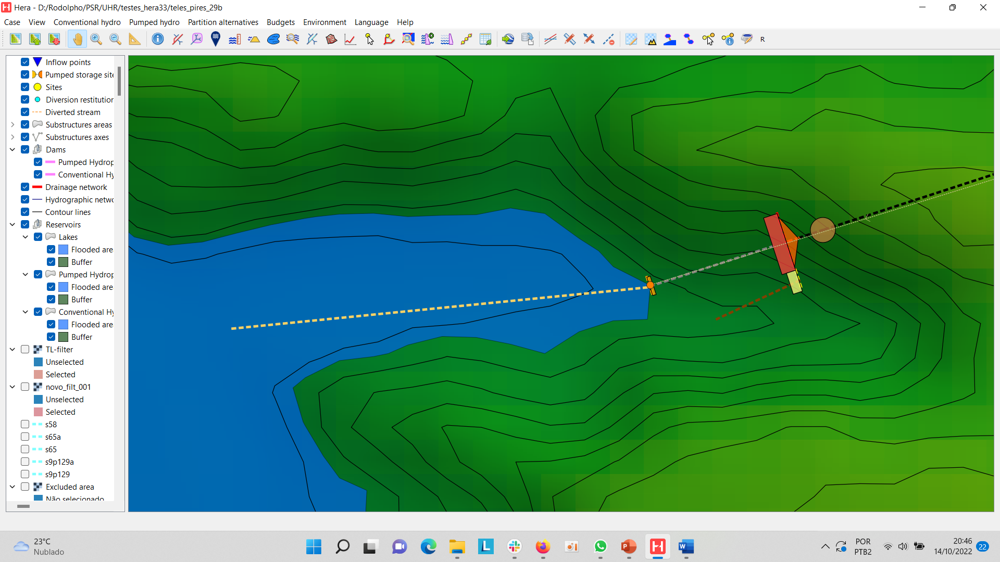 Hera - D:/Rodolpho/PSR/UHR/testes_hera33/teles_pires_29b
Case View Conventional hydro Pumped hydro Partition alternatives Budgets Environment Language Help
R
Inflow points
Pumped storage site
Sites
Diversion restitution
Diverted stream
Substructures areas
Substructures axes
Dams
Pumped Hydrop
Conventional Hy
Drainage network
Hydrographic netwo
Contour lines
Reservoirs
Lakes
Flooded are
Buffer
Pumped Hydrop
Flooded are
Buffer
Conventional Hy
Flooded are
Buffer
TL-filter
Unselected
Selected
novo_filt_001
Unselected
Selected
s58
s65a
s65
s9p129a
s9p129
Excluded area
Não selecionado
23°C
Nublado
POR
PTB2
20:46
14/10/2022
22